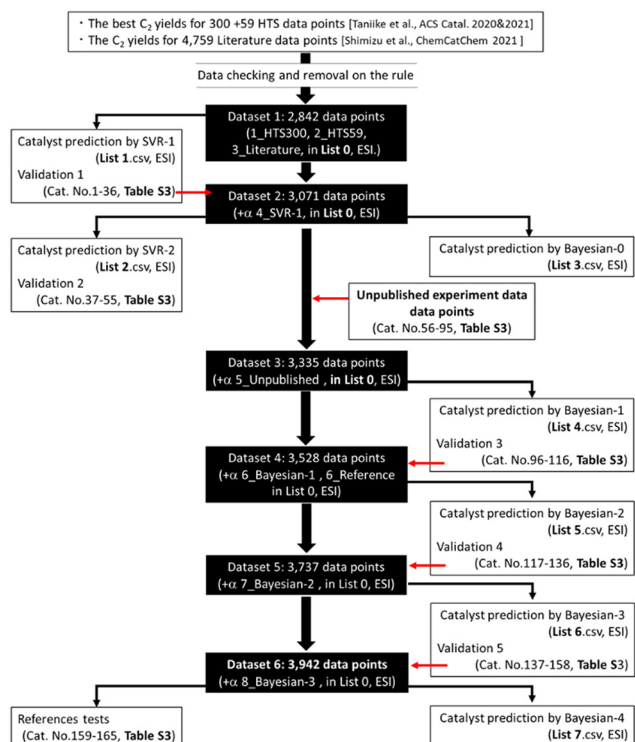 · The best C₂ yields for 300 +59 HTS data points [Taniike et al., ACS Catal. 2020&2021]
· The C₂ yields for 4,759 Literature data points [Shimizu et al., ChemCatChem 2021 ]
Data checking and removal on the rule
Dataset 1: 2,842 data points
(1_HTS300, 2_HTS59,
3_Literature, in List 0, ESI.)
Catalyst prediction by SVR-1
(List 1.csv, ESI)
Validation 1
(Cat. No.1-36, Table S3)
Dataset 2: 3,071 data points
(+α 4_SVR-1, in List 0, ESI)
Catalyst prediction by SVR-2
(List 2.csv, ESI)
Validation 2
(Cat. No.37-55, Table S3)
Catalyst prediction by Bayesian-0
(List 3.csv, ESI)
Unpublished experiment data
data points
(Cat. No.56-95, Table S3)
Dataset 3: 3,335 data points
(+α 5_Unpublished , in List 0, ESI)
Catalyst prediction by Bayesian-1
(List 4.csv, ESI)
Validation 3
(Cat. No.96-116, Table S3)
Dataset 4: 3,528 data points
(+α 6_Bayesian-1 , 6_Reference
in List 0, ESI)
Catalyst prediction by Bayesian-2
(List 5.csv, ESI)
Validation 4
(Cat. No.117-136, Table S3)
Dataset 5: 3,737 data points
(+α 7_Bayesian-2 , in List 0, ESI)
Catalyst prediction by Bayesian-3
(List 6.csv, ESI)
Validation 5
(Cat. No.137-158, Table S3)
Dataset 6: 3,942 data points
(+α 8_Bayesian-3 , in List 0, ESI)
References tests
(Cat. No.159-165, Table S3)
Catalyst prediction by Bayesian-4
(List 7.csv, ESI)